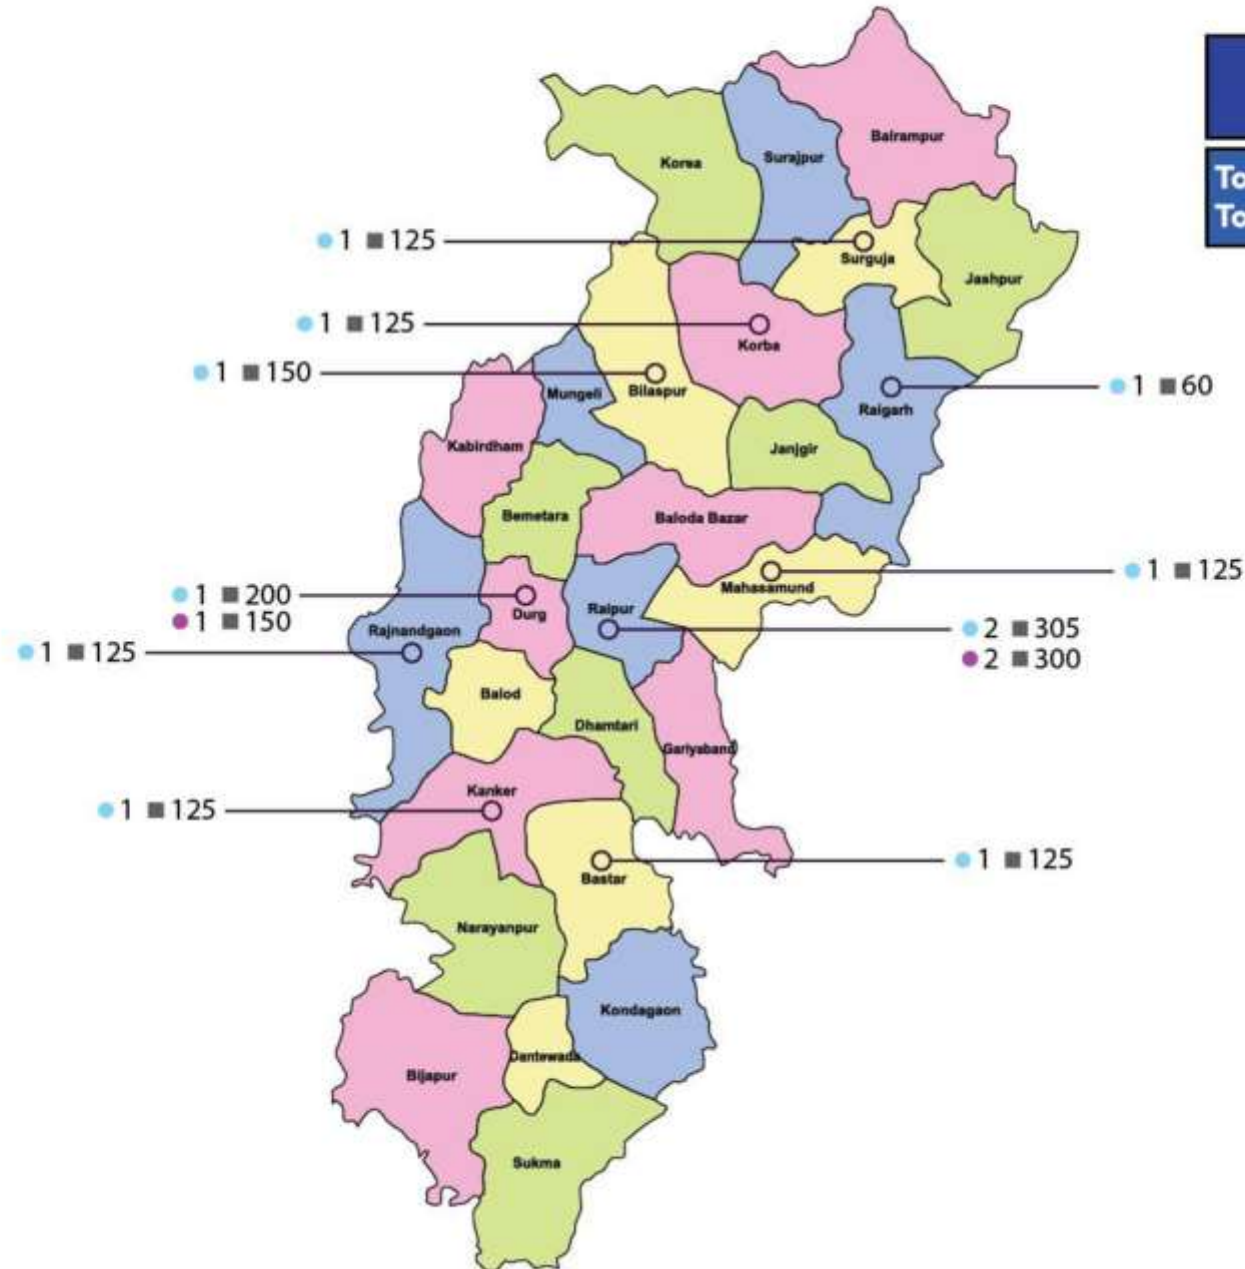 Balrampur
Korea
Surajpur
To
To
1 125
Surguja
Jashpur
1 125
Korba
1 150
Mungeli
Bilaspur
1 60
Raigarh
Kabirdham
Janjgir
Bemetara
Baloda Bazar
1 125
Mahasamund
1 200
1 150
Durg
Raipur
2 305
2 300
Rajnandgaon
1 125
Balod
Dhamtari
Gariyaband
Kanker
1 125
1 125
Bastar
Narayanpur
Kondagaon
Dantewada
Bijapur
Sukma